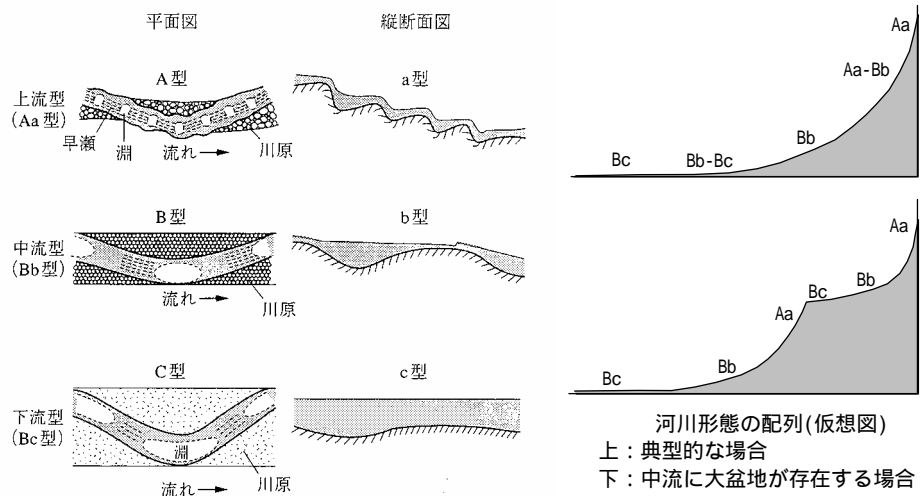 平面図
縦断面図
A型
a型
上流型
(Aa型)
早瀬
淵
流れ
川原
B型
b型
中流型
(Bb型)
流れ
川原
C型
c型
下流型
(Bc型)
淵
流れ
川原
Aa
Aa-Bb
Bb
Bb-Bc
Bc
Aa
Bb
Bc
Aa
Bb
Bc
河川形態の配列(仮想図)
上：典型的な場合
下：中流に大盆地が存在する場合